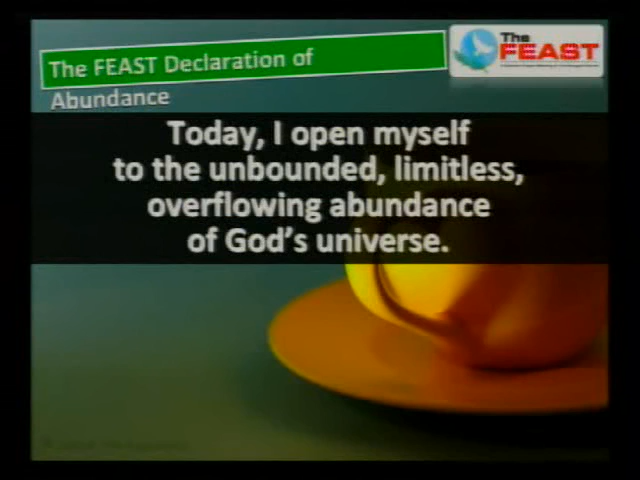 The FEAST Declaration of
Abundance
The
FEAST
Today, I open myself
to the unbounded, limitless,
overflowing abundance
of God's universe.